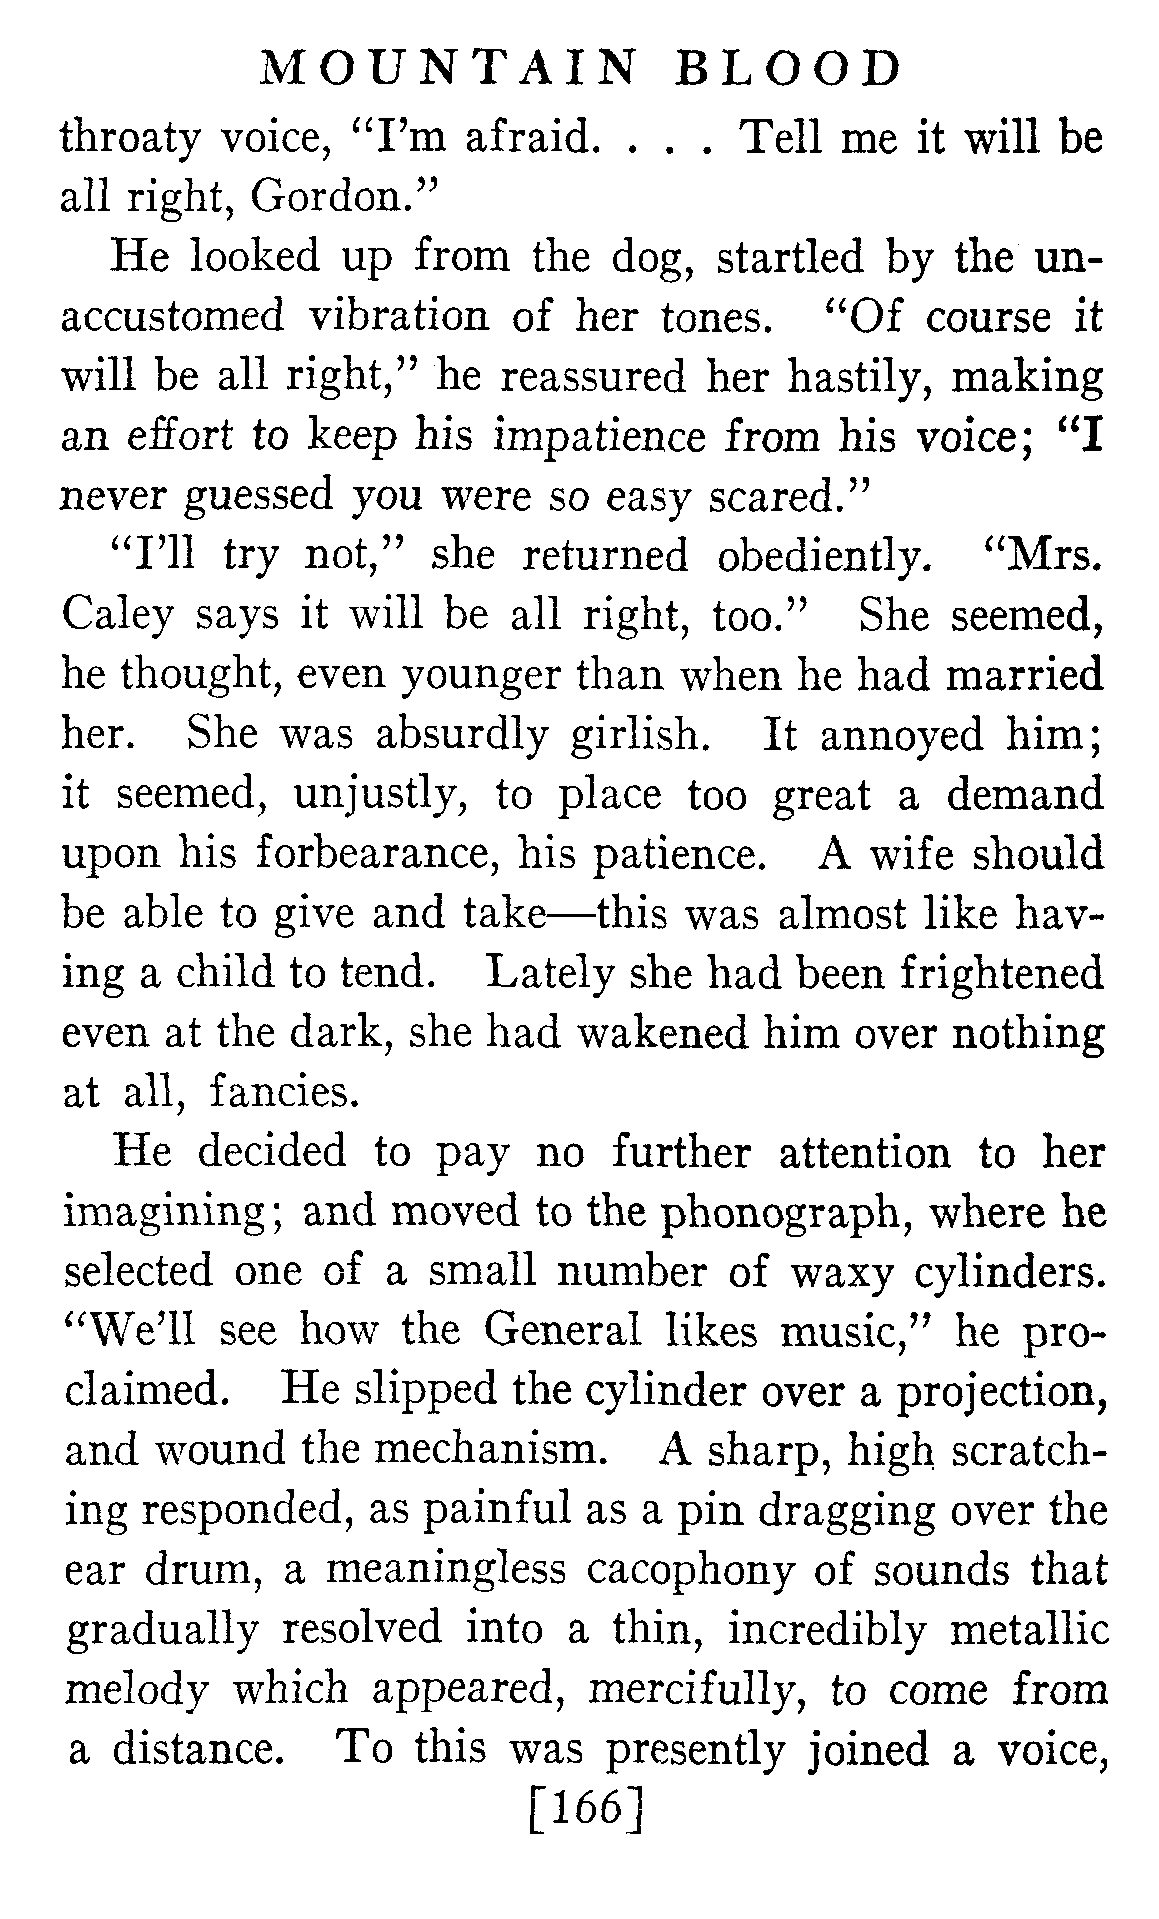 MOUNTAIN BLOOD
throaty voice, “I’m afraid. . . . Tell me it will be
all right, Gordon.”
He looked up from the dog, startled by the un-
accustomed vibration of her tones. “Of course it
will be all right,” he reassured her hastily, making
an effort to keep his impatience from his voice; “I
never guessed you were so easy scared.”
“I’ll try not,” she returned obediently. “Mrs.
Caley says it will be all right, too.” She seemed,
he thought, even younger than when he had married
her. She was absurdly girlish. It annoyed him;
it seemed, unjustly, to place too great a demand
upon his forbearance, his patience. A wife should
be able to give and take—this was almost like hav-
ing a child to tend. Lately she had been frightened
even at the dark, she had wakened him over nothing
at all, fancies.
He decided to pay no further attention to her
imagining; and moved to the phonograph, where he
selected one of a small number of waxy cylinders.
“We’ll see how the General likes music,” he pro-
claimed. He slipped the cylinder over a projection,
and wound the mechanism. A sharp, high scratch-
ing responded, as painful as a pin dragging over the
ear drum, a meaningless cacophony of sounds that
gradually resolved into a thin, incredibly metallic
melody which appeared, mercifully, to come from
a distance. To this was presently joined a voice,
[166]